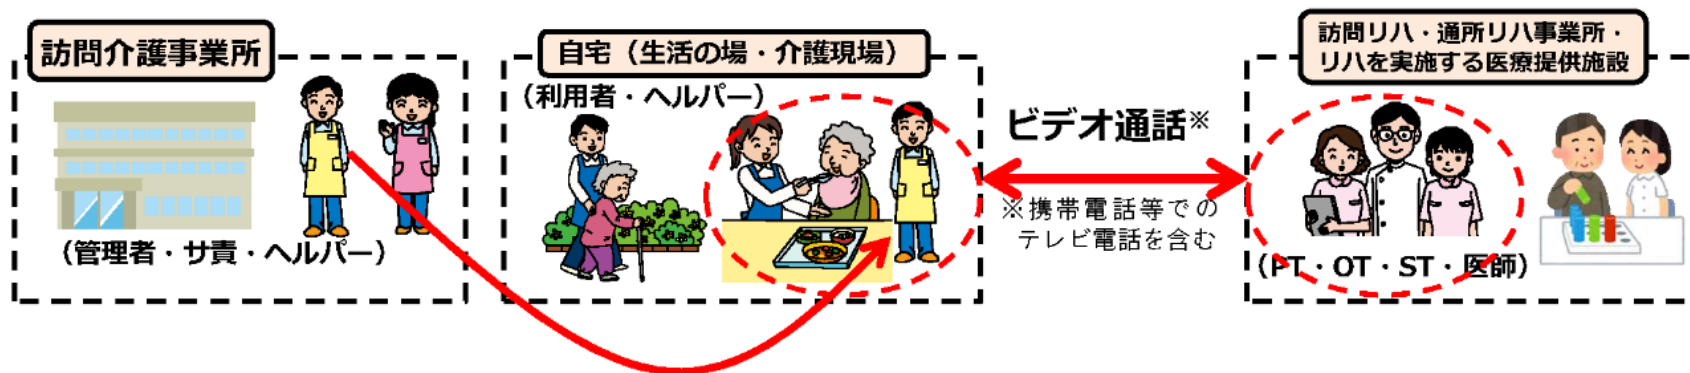 訪問介護事業所
(管理者・サ責・ヘルパー)
自宅(生活の場・介護現場)
(利用者・ヘルパー)
ビデオ通話※
※携帯電話等での
テレビ電話を含む
訪問リハ・通所リハ事業所・
リハを実施する医療提供施設
(PT・OT・ST・医師)